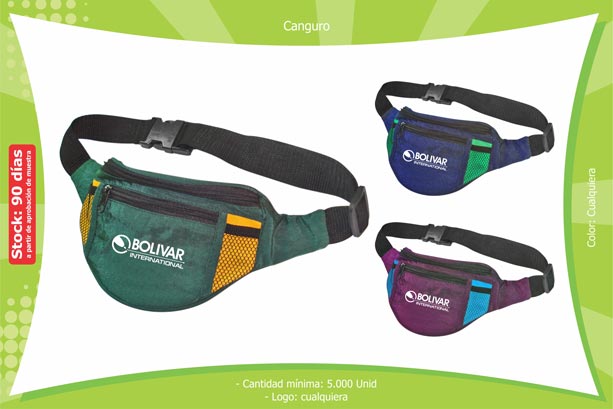 Canguro
Stock: 90 días
a partir de aprobación de muestra
BOLIVAR
INTERNATIONAL
BOLIVAR
INTERNATIONAL
BOLIVAR
INTERNATIONAL
Color: Cualquiera
- Cantidad mínima: 5.000 Unid
- Logo: cualquiera